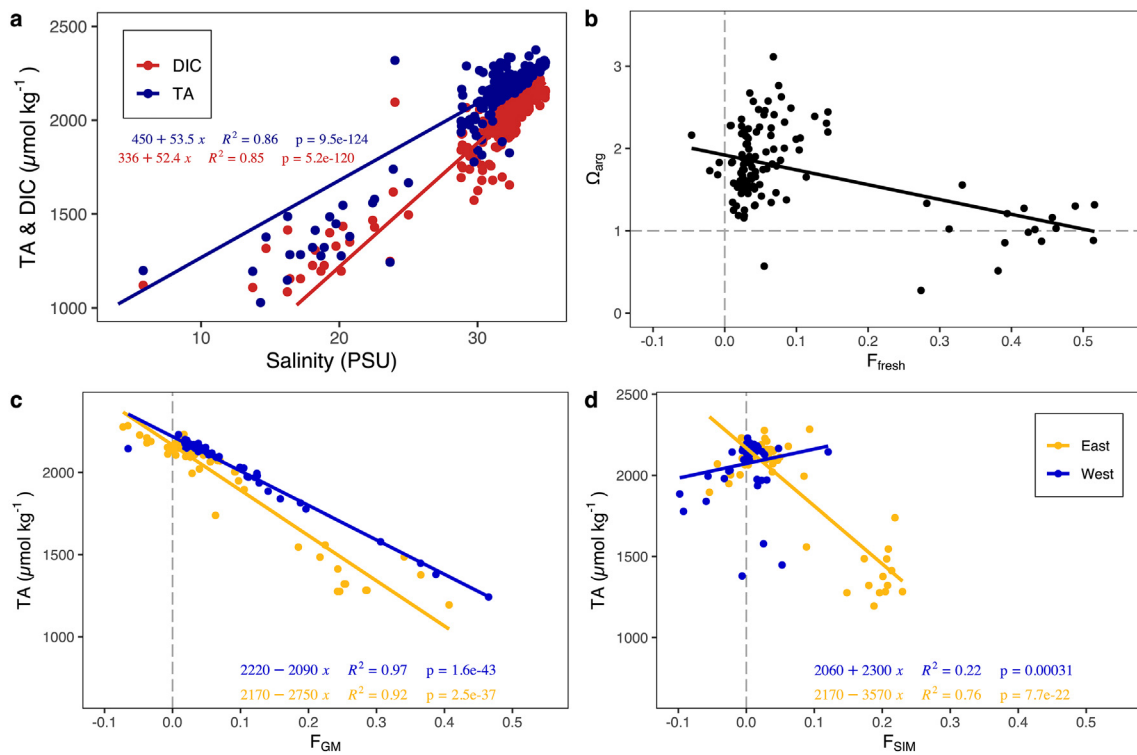 a
2500
2000
1500
1000
TA & DIC (µmol kg⁻¹)
DIC
TA
450 + 53.5 x R² = 0.86 p = 9.5e-124
336 + 52.4 x R² = 0.85 p = 5.2e-120
10 20 30
Salinity (PSU)
b
3
2
1
0
Ωarg
-0.1 0.0 0.1 0.2 0.3 0.4 0.5
Ffresh
c
2000
1500
1000
TA (µmol kg⁻¹)
2220 − 2090 x R² = 0.97 p = 1.6e-43
2170 − 2750 x R² = 0.92 p = 2.5e-37
0.0 0.1 0.2 0.3 0.4 0.5
FGM
d
2500
2000
1500
1000
TA (µmol kg⁻¹)
East
West
2060 + 2300 x R² = 0.22 p = 0.00031
2170 − 3570 x R² = 0.76 p = 7.7e-22
-0.1 0.0 0.1 0.2 0.3 0.4 0.5
FSIM